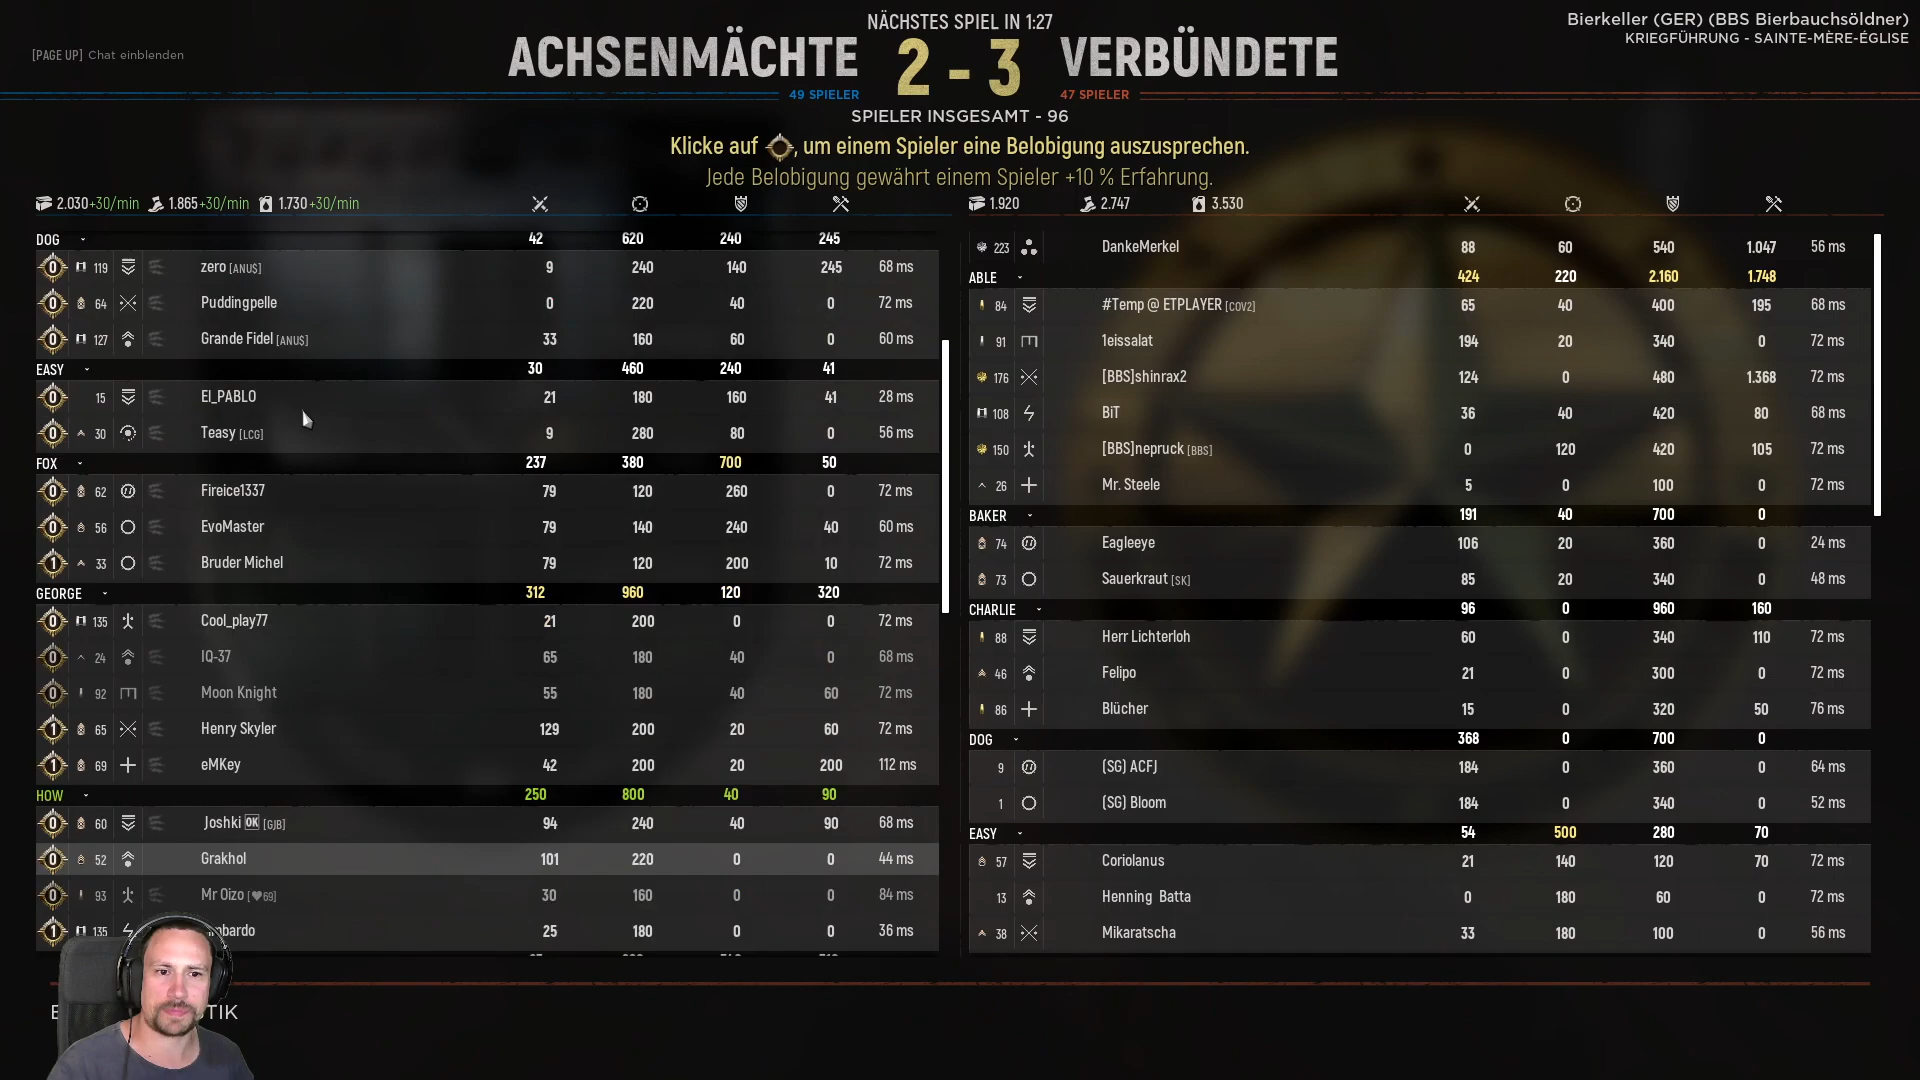 NÄCHSTES SPIEL IN 1:27
Bierkeller (GER) (BBS Bierbauchsöldner)
KRIEGFÜHRUNG - SAINTE-MÈRE-ÉGLISE
[PAGE UP] Chat einblenden
ACHSENMÄCHTE 2 - 3 VERBÜNDETE
49 SPIELER 47 SPIELER
SPIELER INSGESAMT - 96
Klicke auf , um einem Spieler eine Belobigung auszusprechen.
Jede Belobigung gewährt einem Spieler +10 % Erfahrung.
2.030+30/min 1.865+30/min 1.730+30/min
DOG 42 620 240 245
0 119 zero [ANU$] 9 240 140 245 68 ms
0 64 Puddingpelle 0 220 40 0 72 ms
0 127 Grande Fidel [ANU$] 33 160 60 0 60 ms
EASY 30 460 240 41
0 15 El_PABLO 21 180 160 41 28 ms
0 30 Teasy [LCG] 9 280 80 0 56 ms
FOX 237 380 700 50
0 62 Fireice1337 79 120 260 0 72 ms
0 56 EvoMaster 79 140 240 40 60 ms
1 33 Bruder Michel 79 120 200 10 72 ms
GEORGE 312 960 120 320
0 135 Cool_play77 21 200 0 0 72 ms
0 24 IQ-37 65 180 40 0 68 ms
0 92 Moon Knight 55 180 40 60 72 ms
1 65 Henry Skyler 129 200 20 60 72 ms
1 69 eMKey 42 200 20 200 112 ms
HOW 250 800 40 90
0 60 Joshki OK [GJB] 94 240 40 90 68 ms
0 52 Grakhol 101 220 0 0 44 ms
0 93 Mr Oizo [♥69] 30 160 0 0 84 ms
1 135 25 180 0 0 36 ms
1.920 2.747 3.530
223 DankeMerkel 88 60 540 1.047 56 ms
ABLE 424 220 2.160 1.748
84 #Temp @ ETPLAYER [COV2] 65 40 400 195 68 ms
91 1eissalat 194 20 340 0 72 ms
176 [BBS]shinrax2 124 0 480 1.368 72 ms
108 BiT 36 40 420 80 68 ms
150 [BBS]nepruck [BBS] 0 120 420 105 72 ms
26 Mr. Steele 5 0 100 0 72 ms
BAKER 191 40 700 0
74 Eagleeye 106 20 360 0 24 ms
73 Sauerkraut [SK] 85 20 340 0 48 ms
CHARLIE 96 0 960 160
88 Herr Lichterloh 60 0 340 110 72 ms
46 Felipo 21 0 300 0 72 ms
86 Blücher 15 0 320 50 76 ms
DOG 368 0 700 0
9 (SG) ACFJ 184 0 360 0 64 ms
1 (SG) Bloom 184 0 340 0 52 ms
EASY 54 500 280 70
57 Coriolanus 21 140 120 70 72 ms
13 Henning Batta 0 180 60 0 72 ms
38 Mikaratscha 33 180 100 0 56 ms